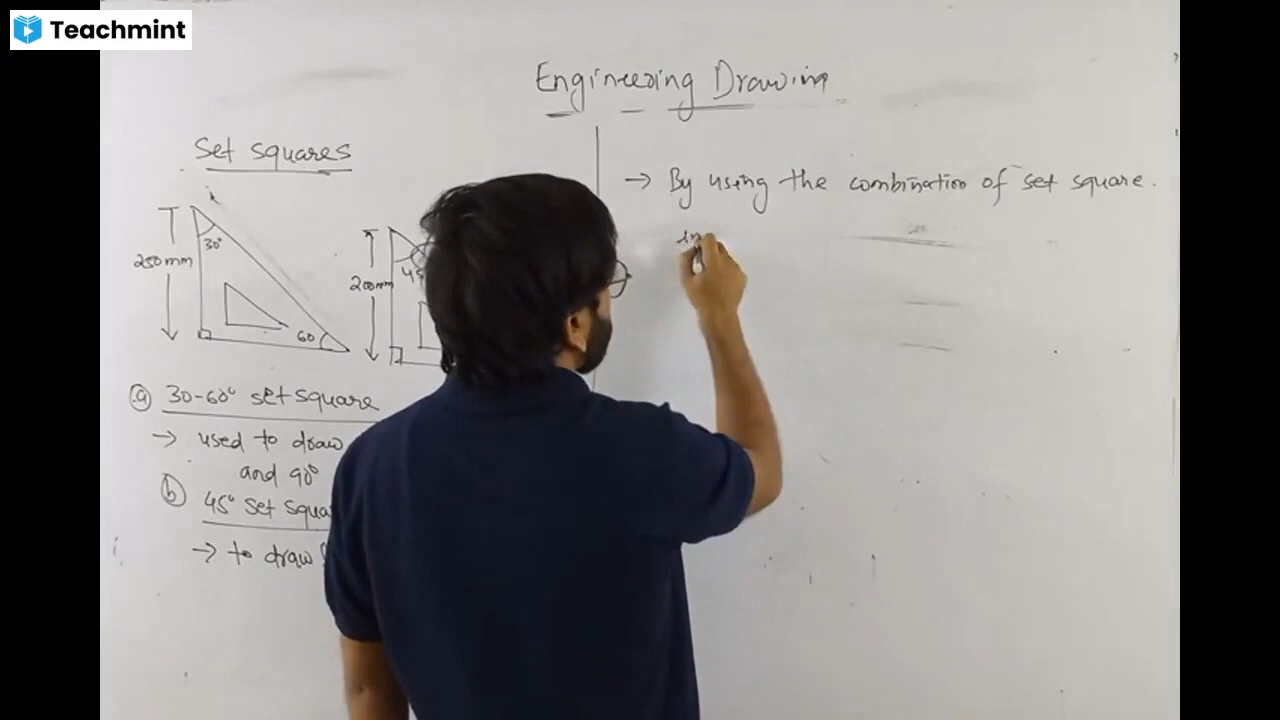 Teachmint
Engineering Drawing
Set squares
30°
250mm
60
200mm
(a) 30-60° set square
→ used to draw
and 90°
(b) 45° set squa
→ to draw
→ By using the combination of set square.